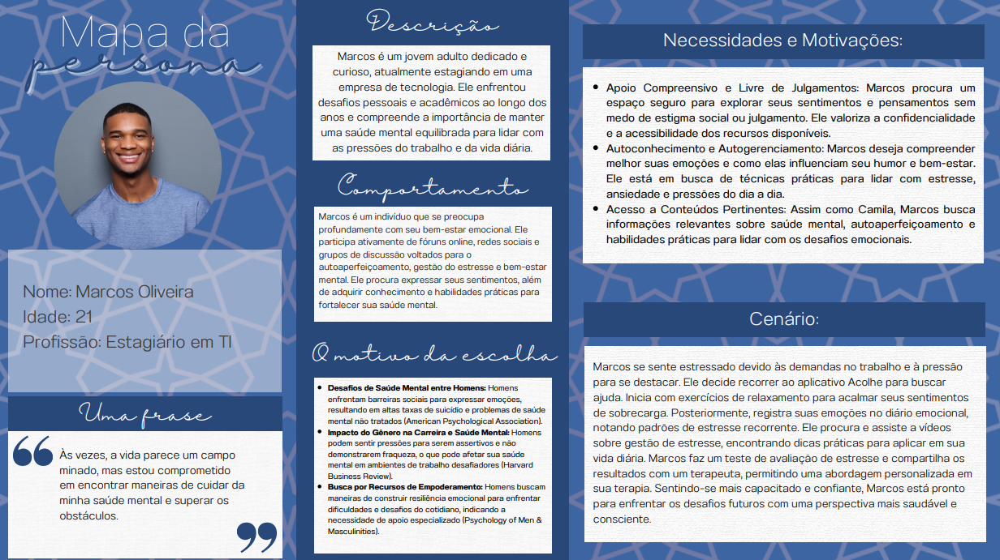 Mapa da
persona
Nome: Marcos Oliveira
Idade: 21
Profissão: Estagiário em TI
Uma frase
“
Às vezes, a vida parece um campo
minado, mas estou comprometido
em encontrar maneiras de cuidar da
minha saúde mental e superar os
obstáculos.
”
Descrição
Marcos é um jovem adulto dedicado e
curioso, atualmente estagiando em uma
empresa de tecnologia. Ele enfrentou
desafios pessoais e acadêmicos ao longo dos
anos e compreende a importância de manter
uma saúde mental equilibrada para lidar com
as pressões do trabalho e da vida diária.
Comportamento
Marcos é um indivíduo que se preocupa
profundamente com seu bem-estar emocional. Ele
participa ativamente de fóruns online, redes sociais e
grupos de discussão voltados para o
autoaperfeiçoamento, gestão do estresse e bem-estar
mental. Ele procura expressar seus sentimentos, além
de adquirir conhecimento e habilidades práticas para
fortalecer sua saúde mental.
O motivo da escolha
• Desafios de Saúde Mental entre Homens: Homens
enfrentam barreiras sociais para expressar emoções,
resultando em altas taxas de suicídio e problemas de saúde
mental não tratados (American Psychological Association).
• Impacto do Gênero na Carreira e Saúde Mental: Homens
podem sentir pressões para serem assertivos e não
demonstrarem fraqueza, o que pode afetar sua saúde
mental em ambientes de trabalho desafiadores (Harvard
Business Review).
• Busca por Recursos de Empoderamento: Homens buscam
maneiras de construir resiliência emocional para enfrentar
dificuldades e desafios do cotidiano, indicando a
necessidade de apoio especializado (Psychology of Men &
Masculinities).
Necessidades e Motivações:
• Apoio Compreensivo e Livre de Julgamentos: Marcos procura um
espaço seguro para explorar seus sentimentos e pensamentos sem
medo de estigma social ou julgamento. Ele valoriza a confidencialidade
e a acessibilidade dos recursos disponíveis.
• Autoconhecimento e Autogerenciamento: Marcos deseja compreender
melhor suas emoções e como elas influenciam seu humor e bem-estar.
Ele está em busca de técnicas práticas para lidar com estresse,
ansiedade e pressões do dia a dia.
• Acesso a Conteúdos Pertinentes: Assim como Camila, Marcos busca
informações relevantes sobre saúde mental, autoaperfeiçoamento e
habilidades práticas para lidar com os desafios emocionais.
Cenário:
Marcos se sente estressado devido às demandas no trabalho e à pressão
para se destacar. Ele decide recorrer ao aplicativo Acolhe para buscar
ajuda. Inicia com exercícios de relaxamento para acalmar seus sentimentos
de sobrecarga. Posteriormente, registra suas emoções no diário emocional,
notando padrões de estresse recorrente. Ele procura e assiste a vídeos
sobre gestão de estresse, encontrando dicas práticas para aplicar em sua
vida diária. Marcos faz um teste de avaliação de estresse e compartilha os
resultados com um terapeuta, permitindo uma abordagem personalizada em
sua terapia. Sentindo-se mais capacitado e confiante, Marcos está pronto
para enfrentar os desafios futuros com uma perspectiva mais saudável e
consciente.